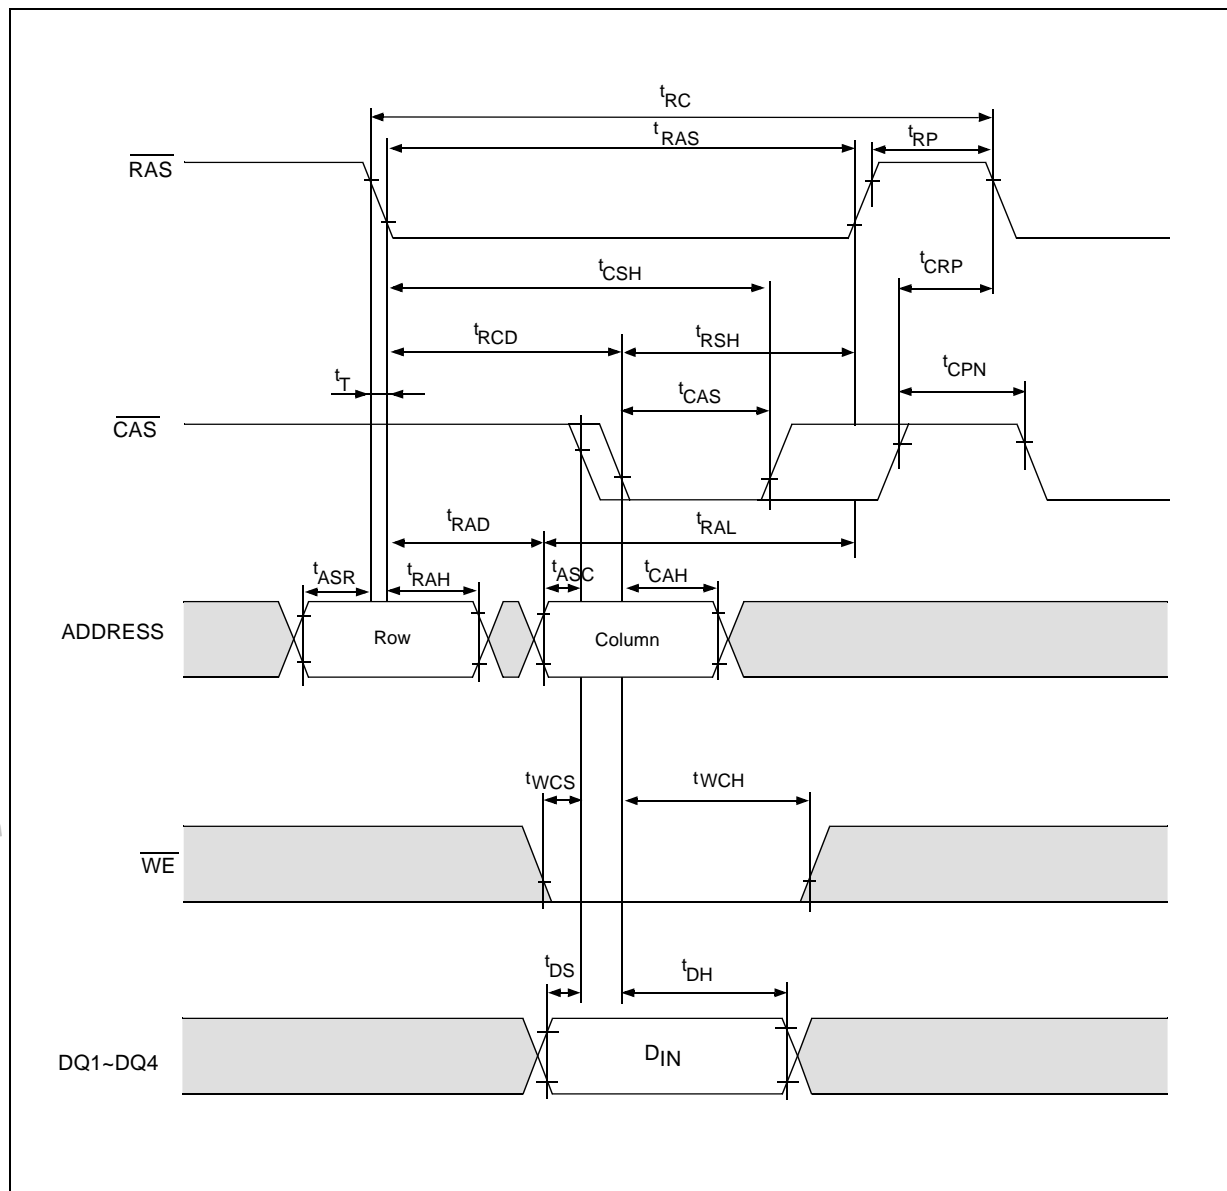 tRC
tRAS
tRP
RAS
tCSH
tCRP
tRCD
tRSH
tCPN
tT
tCAS
CAS
tRAD
tRAL
tASR
tRAH
tASC
tCAH
ADDRESS
Row
Column
tWCS
tWCH
WE
tDS
tDH
DQ1~DQ4
DIN